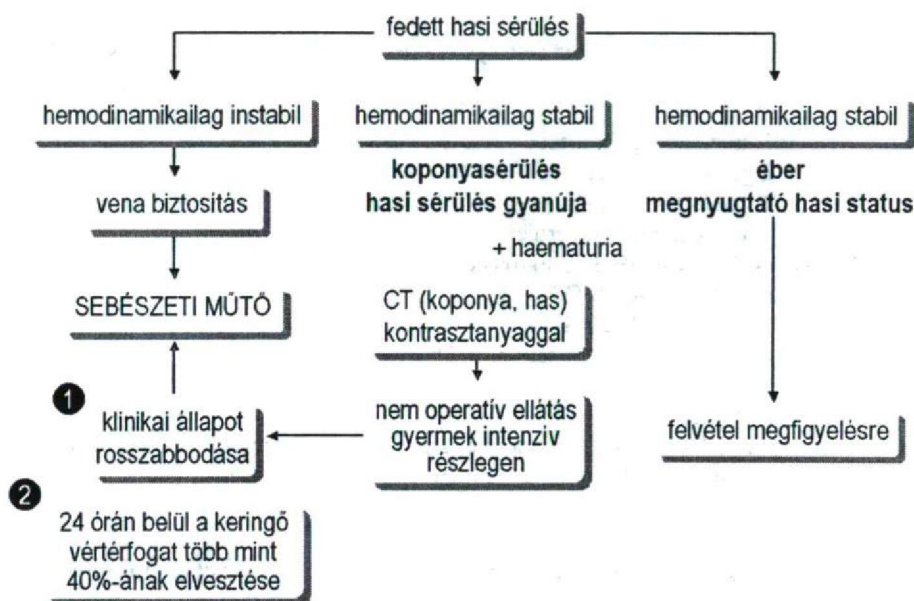 fedett hasi sérülés
hemodinamikailag instabil
vena biztosítás
SEBÉSZETI MŰTŐ
hemodinamikailag stabil
koponyasérülés
hasi sérülés gyanúja
+ haematuria
CT (koponya, has)
kontrasztanyaggal
nem operatív ellátás
gyermek intenzív
részlegen
1
klinikai állapot
rosszabbodása
2
24 órán belül a keringő
vértérfogat több mint
40%-ának elvesztése
hemodinamikailag stabil
éber
megnyugtató hasi status
felvétel megfigyelésre